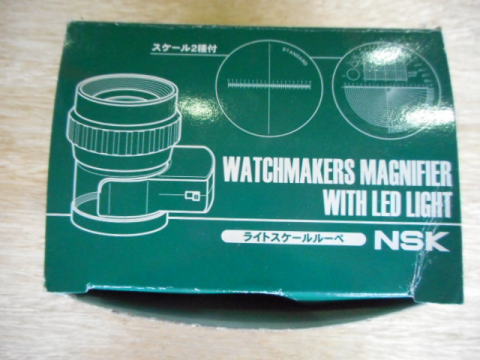 スケール2種付
STANDARD
WATCHMAKERS MAGNIFIER
WITH LED LIGHT
ライトスケールルーペ NSK